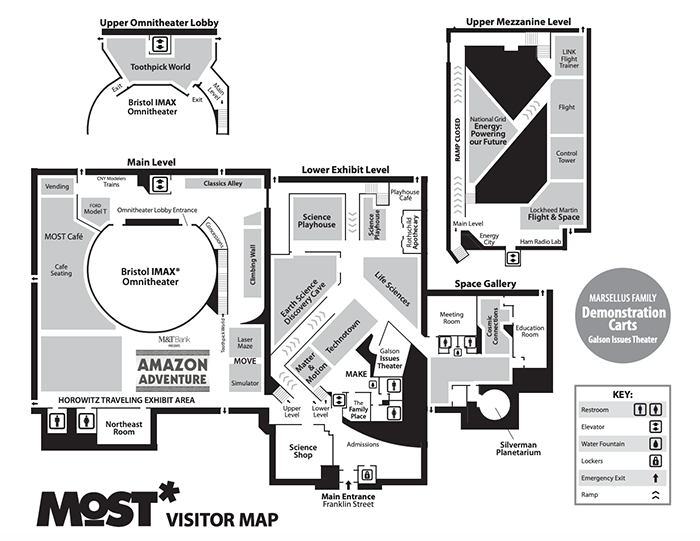 Upper Omnitheater Lobby
Toothpick World
Exit
Exit
Main
Level
Bristol IMAX
Omnitheater
Upper Mezzanine Level
LINK
Flight
Trainer
Flight
National Grid
Energy:
Powering
our Future
RAMP CLOSED
Control
Tower
Lockheed Martin
Flight & Space
Main Level
Energy
City
Ham Radio Lab
Main Level
Vending
CNY Modelers
Trains
Classics Alley
FORD
Model T
Omnitheater Lobby Entrance
Concessions
MOST Café
Cafe
Seating
Bristol IMAX®
Omnitheater
Climbing Wall
Toothpick World
M&T Bank
PRESENTS
AMAZON
ADVENTURE
Laser
Maze
MOVE
Simulator
HOROWITZ TRAVELING EXHIBIT AREA
Northeast
Room
Lower Exhibit Level
Playhouse
Café
Science
Playhouse
Science
Playhouse
Rothschild
Apothecary
Earth Science
Discovery Cave
Life Sciences
Technotown
Matter
&
Motion
Galson
Issues
Theater
MAKE
Upper
Level
Lower
Level
The
Family
Place
Science
Shop
Admissions
Main Entrance
Franklin Street
Space Gallery
Meeting
Room
Cosmic
Connections
Education
Room
Silverman
Planetarium
MARSELLUS FAMILY
Demonstration
Carts
Galson Issues Theater
KEY:
Restroom
Elevator
Water Fountain
Lockers
Emergency Exit
Ramp
MOST* VISITOR MAP